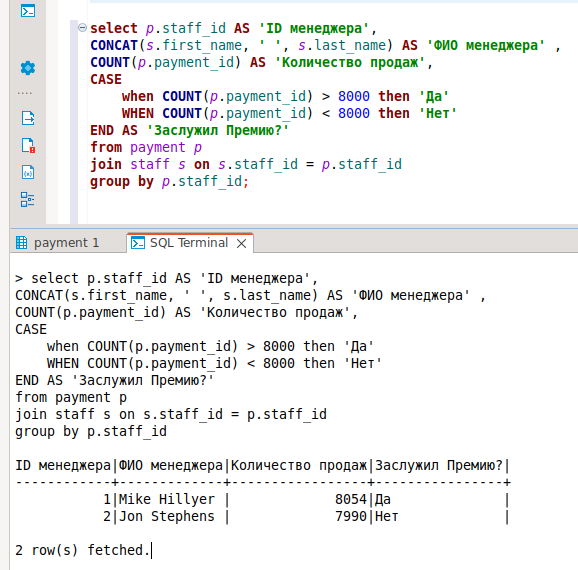 select p.staff_id AS 'ID менеджера',
CONCAT(s.first_name, ' ', s.last_name) AS 'ФИО менеджера' ,
COUNT(p.payment_id) AS 'Количество продаж',
CASE
    when COUNT(p.payment_id) > 8000 then 'Да'
    WHEN COUNT(p.payment_id) < 8000 then 'Нет'
END AS 'Заслужил Премию?'
from payment p
join staff s on s.staff_id = p.staff_id
group by p.staff_id;
payment 1 SQL Terminal
> select p.staff_id AS 'ID менеджера',
CONCAT(s.first_name, ' ', s.last_name) AS 'ФИО менеджера' ,
COUNT(p.payment_id) AS 'Количество продаж',
CASE
    when COUNT(p.payment_id) > 8000 then 'Да'
    WHEN COUNT(p.payment_id) < 8000 then 'Нет'
END AS 'Заслужил Премию?'
from payment p
join staff s on s.staff_id = p.staff_id
group by p.staff_id
ID менеджера|ФИО менеджера|Количество продаж|Заслужил Премию?|
------------+-------------+-----------------+----------------+
           1|Mike Hillyer |             8054|Да              |
           2|Jon Stephens |             7990|Нет             |
2 row(s) fetched.